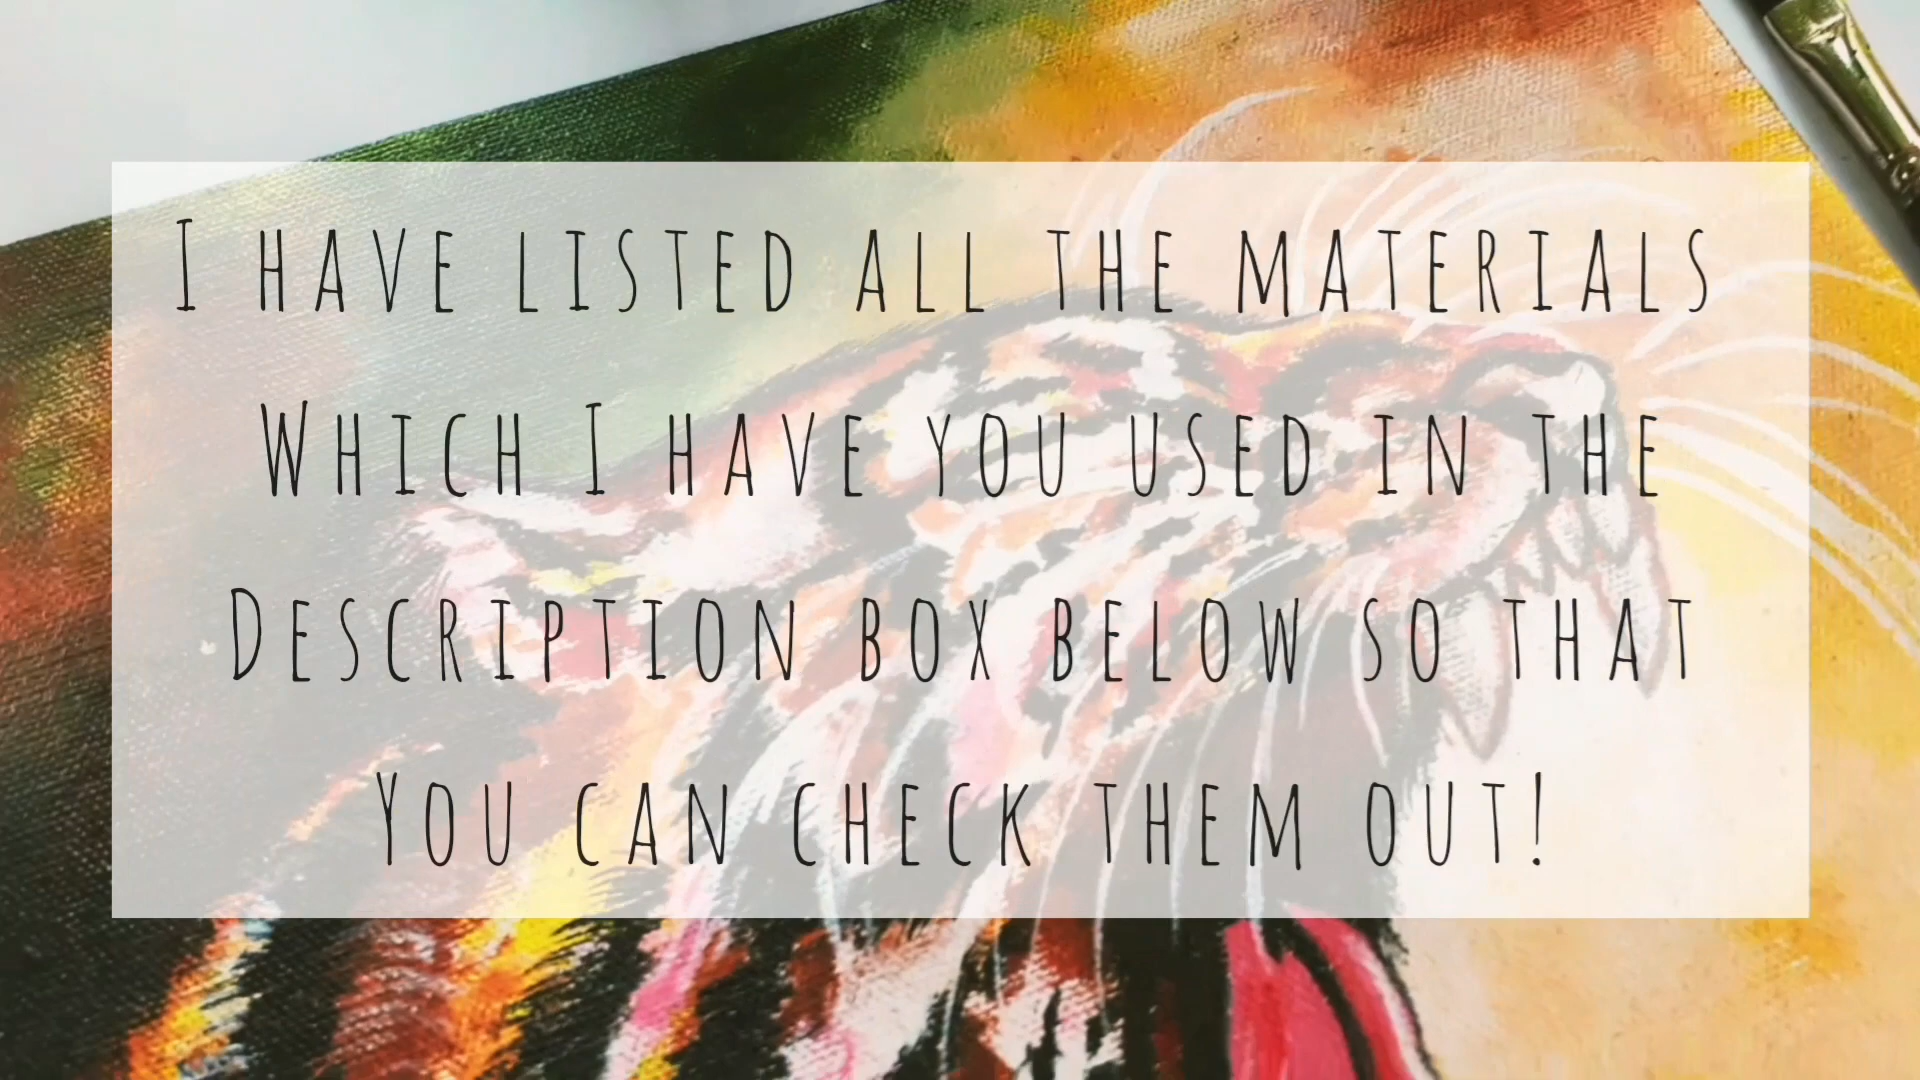 I have listed all the materials
Which I have you used in the
Description box below so that
You can check them out!